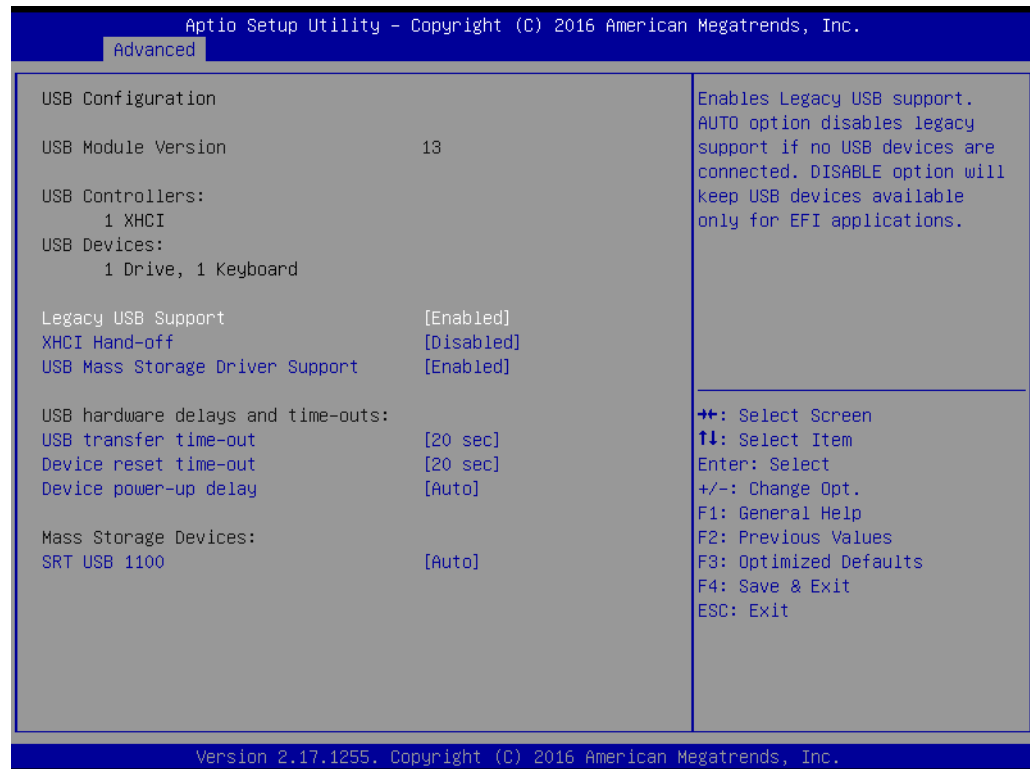 Aptio Setup Utility – Copyright (C) 2016 American Megatrends, Inc.
Advanced
USB Configuration
USB Module Version 13
USB Controllers:
1 XHCI
USB Devices:
1 Drive, 1 Keyboard
Legacy USB Support [Enabled]
XHCI Hand-off [Disabled]
USB Mass Storage Driver Support [Enabled]
USB hardware delays and time-outs:
USB transfer time-out [20 sec]
Device reset time-out [20 sec]
Device power-up delay [Auto]
Mass Storage Devices:
SRT USB 1100 [Auto]
Enables Legacy USB support.
AUTO option disables legacy
support if no USB devices are
connected. DISABLE option will
keep USB devices available
only for EFI applications.
→←: Select Screen
↑↓: Select Item
Enter: Select
+/-: Change Opt.
F1: General Help
F2: Previous Values
F3: Optimized Defaults
F4: Save & Exit
ESC: Exit
Version 2.17.1255. Copyright (C) 2016 American Megatrends, Inc.